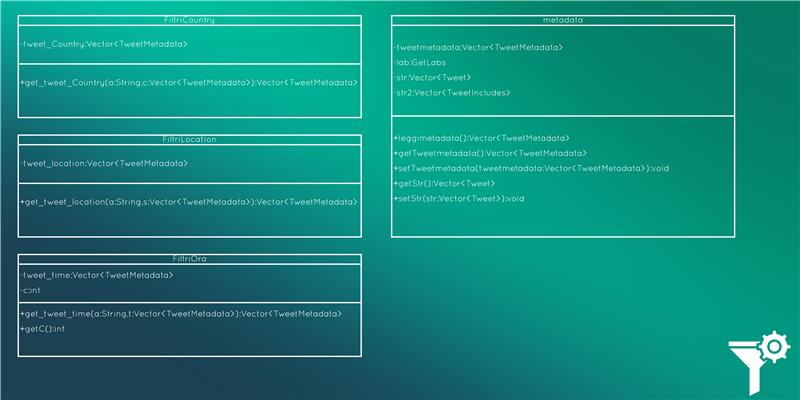 FiltriCountry
-tweet_Country:Vector<TweetMetadata>
+get_tweet_Country(a:String,c:Vector<TweetMetadata>):Vector<TweetMetadata>
FiltriLocation
-tweet_location:Vector<TweetMetadata>
+get_tweet_location(a:String,s:Vector<TweetMetadata>):Vector<TweetMetadata>
FiltriOra
-tweet_time:Vector<TweetMetadata>
-c:int
+get_tweet_time(a:String,t:Vector<TweetMetadata>):Vector<TweetMetadata>
+getC():int
metadata
-tweetmetadata:Vector<TweetMetadata>
-lab:GetLabs
-str:Vector<Tweet>
-str2:Vector<TweetIncludes>
+leggimetadata():Vector<TweetMetadata>
+getTweetmetadata():Vector<TweetMetadata>
+setTweetmetadata(tweetmetadata:Vector<TweetMetadata>):void
+getStr():Vector<Tweet>
+setStr(str:Vector<Tweet>):void